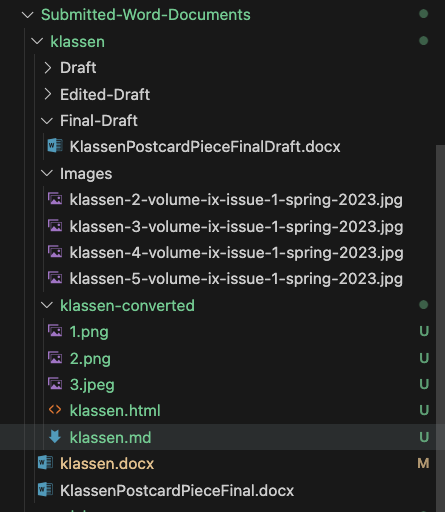 Submitted-Word-Documents
klassen
Draft
Edited-Draft
Final-Draft
KlassenPostcardPieceFinalDraft.docx
Images
klassen-2-volume-ix-issue-1-spring-2023.jpg
klassen-3-volume-ix-issue-1-spring-2023.jpg
klassen-4-volume-ix-issue-1-spring-2023.jpg
klassen-5-volume-ix-issue-1-spring-2023.jpg
klassen-converted
1.png U
2.png U
3.jpeg U
klassen.html U
klassen.md U
klassen.docx M
KlassenPostcardPieceFinal.docx